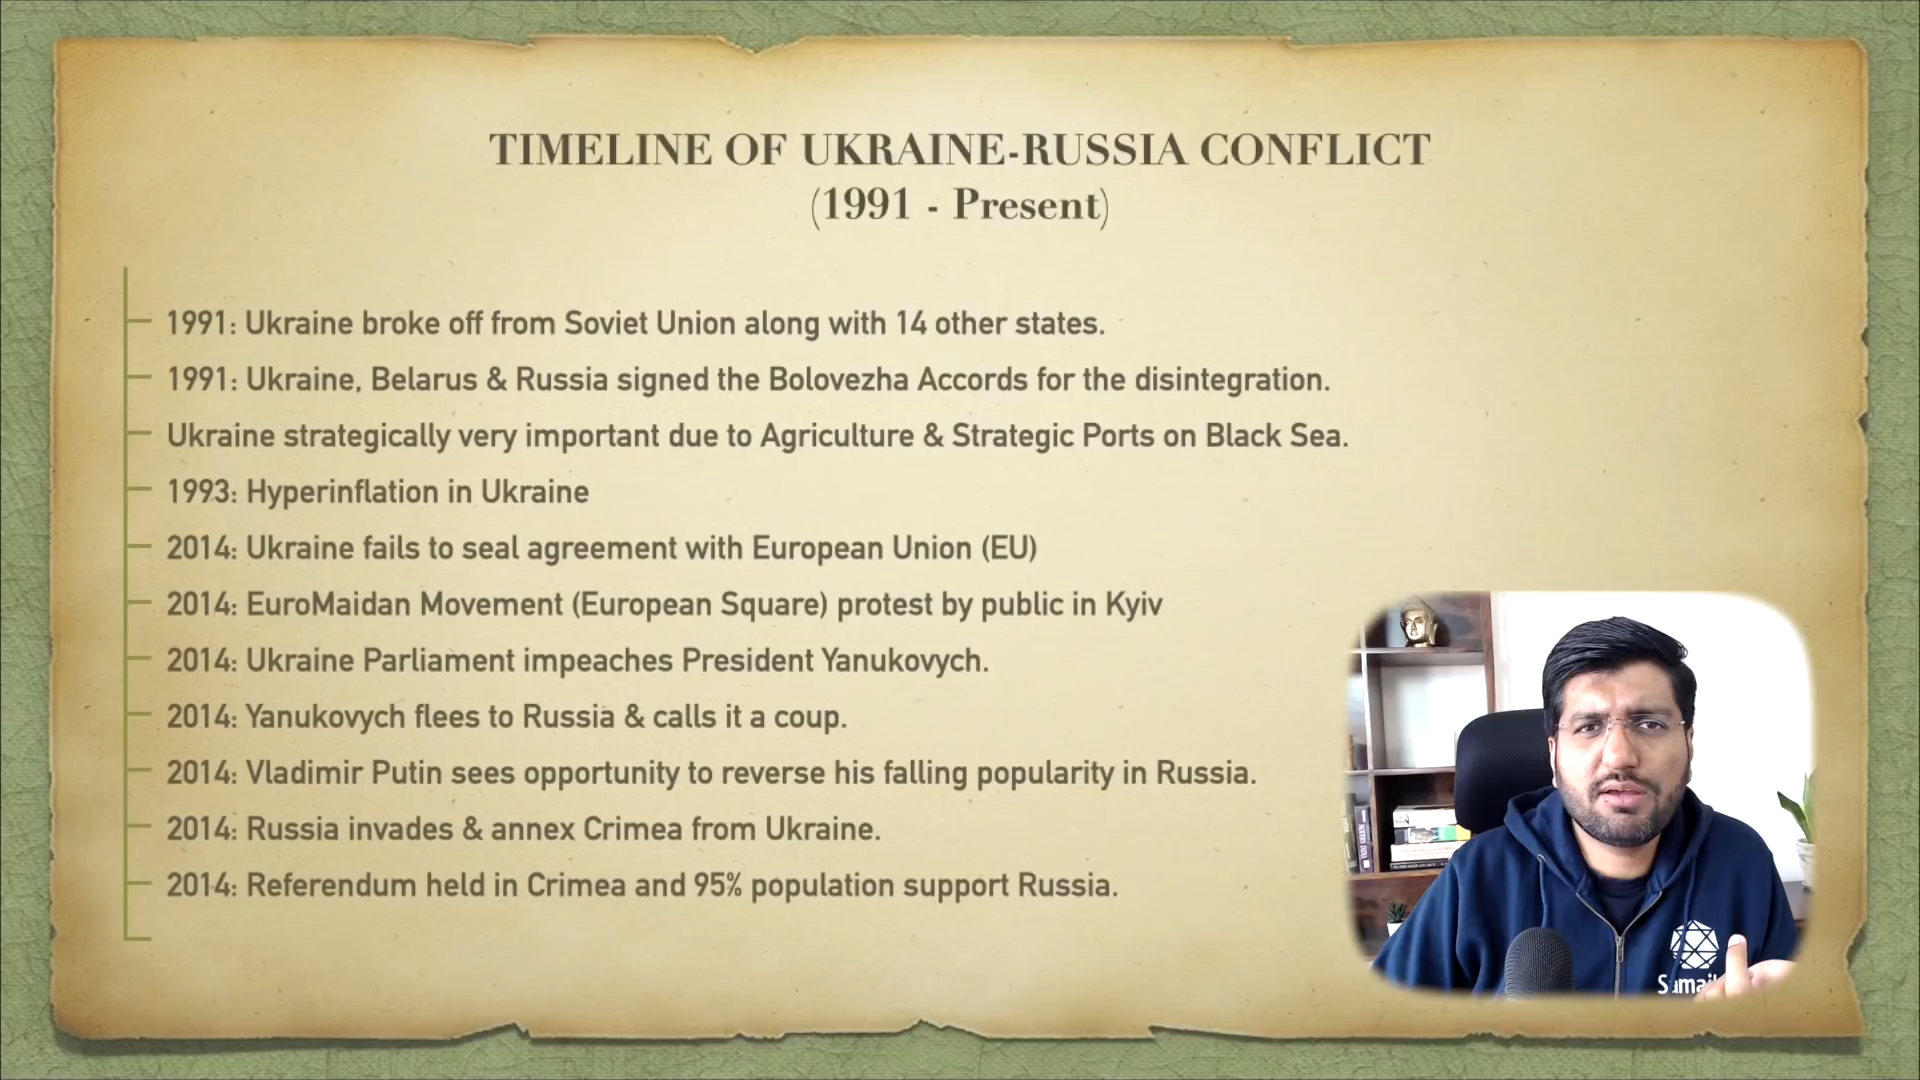 TIMELINE OF UKRAINE-RUSSIA CONFLICT
(1991 - Present)
1991: Ukraine broke off from Soviet Union along with 14 other states.
1991: Ukraine, Belarus & Russia signed the Bolovezha Accords for the disintegration.
Ukraine strategically very important due to Agriculture & Strategic Ports on Black Sea.
1993: Hyperinflation in Ukraine
2014: Ukraine fails to seal agreement with European Union (EU)
2014: EuroMaidan Movement (European Square) protest by public in Kyiv
2014: Ukraine Parliament impeaches President Yanukovych.
2014: Yanukovych flees to Russia & calls it a coup.
2014: Vladimir Putin sees opportunity to reverse his falling popularity in Russia.
2014: Russia invades & annex Crimea from Ukraine.
2014: Referendum held in Crimea and 95% population support Russia.